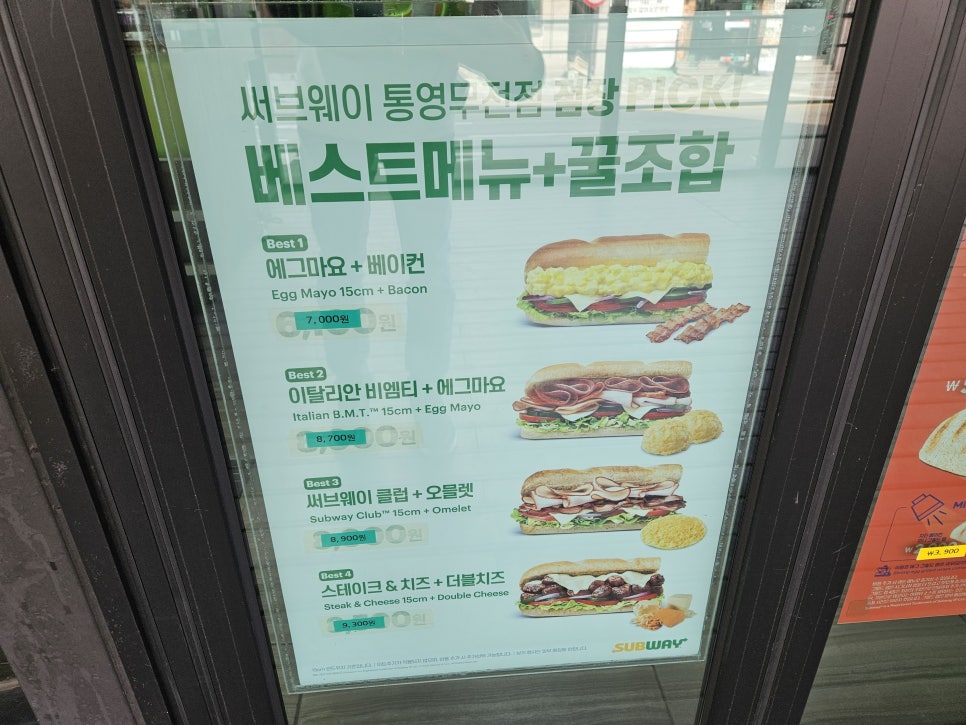 써브웨이 통영무전점 점장 PICK!
베스트메뉴+꿀조합
Best 1
에그마요 + 베이컨
Egg Mayo 15cm + Bacon
7,000원
Best 2
이탈리안 비엠티 + 에그마요
Italian B.M.T.™ 15cm + Egg Mayo
8,700원
Best 3
써브웨이 클럽 + 오믈렛
Subway Club™ 15cm + Omelet
8,900원
Best 4
스테이크 & 치즈 + 더블치즈
Steak & Cheese 15cm + Double Cheese
9,300원
SUBWAY
₩3,900